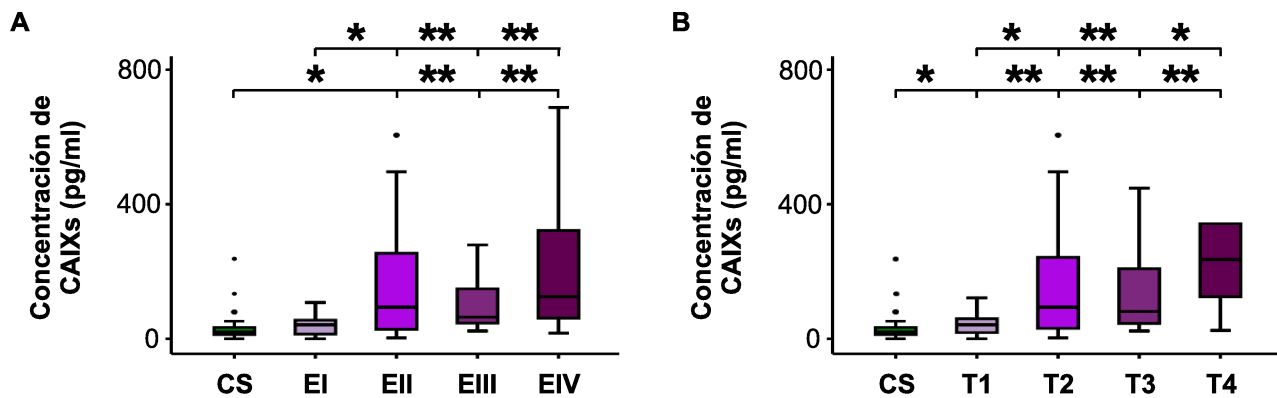 A
B
* ** **
* ** *
* ** **
* ** ** **
Concentración de
CAIXs (pg/ml)
800
400
0
CS EI EII EIII EIV
Concentración de
CAIXs (pg/ml)
800
400
0
CS T1 T2 T3 T4